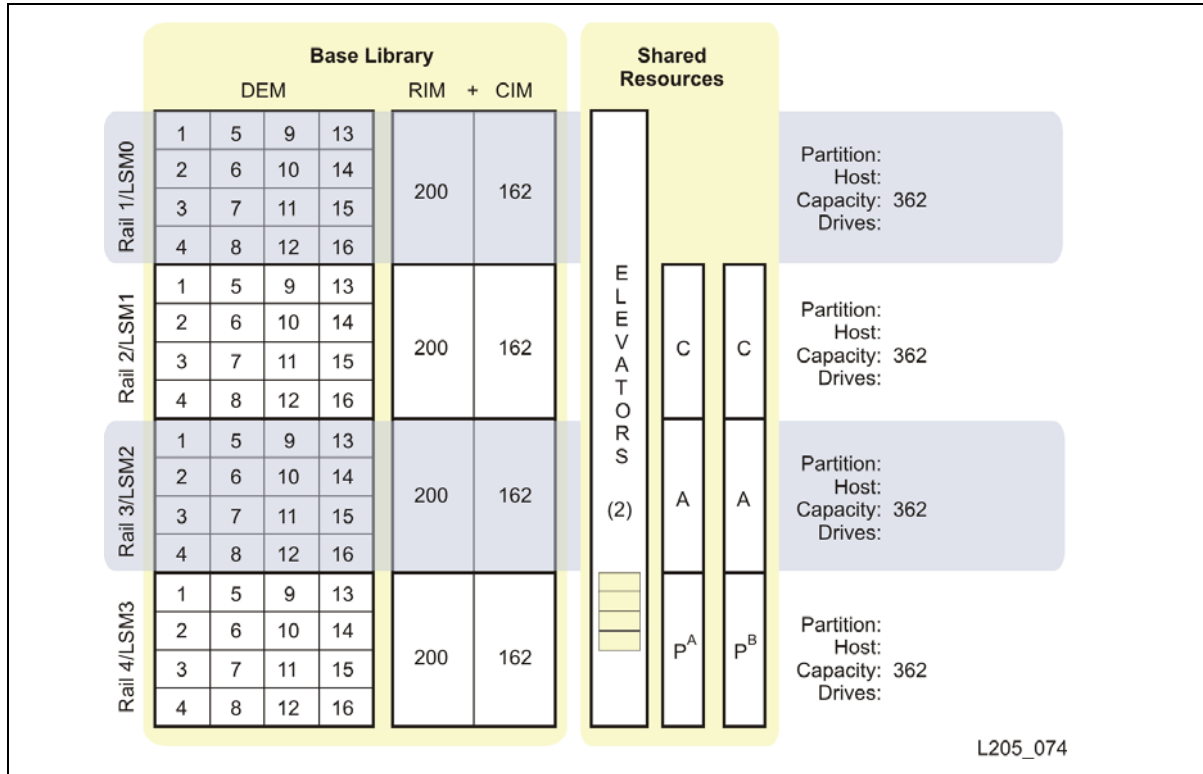 Base Library
Shared
Resources
DEM RIM + CIM
Rail 1/LSM0
1 5 9 13
2 6 10 14
3 7 11 15
4 8 12 16
200 162
Partition:
Host:
Capacity: 362
Drives:
Rail 2/LSM1
1 5 9 13
2 6 10 14
3 7 11 15
4 8 12 16
200 162
Partition:
Host:
Capacity: 362
Drives:
Rail 3/LSM2
1 5 9 13
2 6 10 14
3 7 11 15
4 8 12 16
200 162
Partition:
Host:
Capacity: 362
Drives:
Rail 4/LSM3
1 5 9 13
2 6 10 14
3 7 11 15
4 8 12 16
200 162
Partition:
Host:
Capacity: 362
Drives:
ELEVATORS
(2)
C C
A A
P^A P^B
L205_074